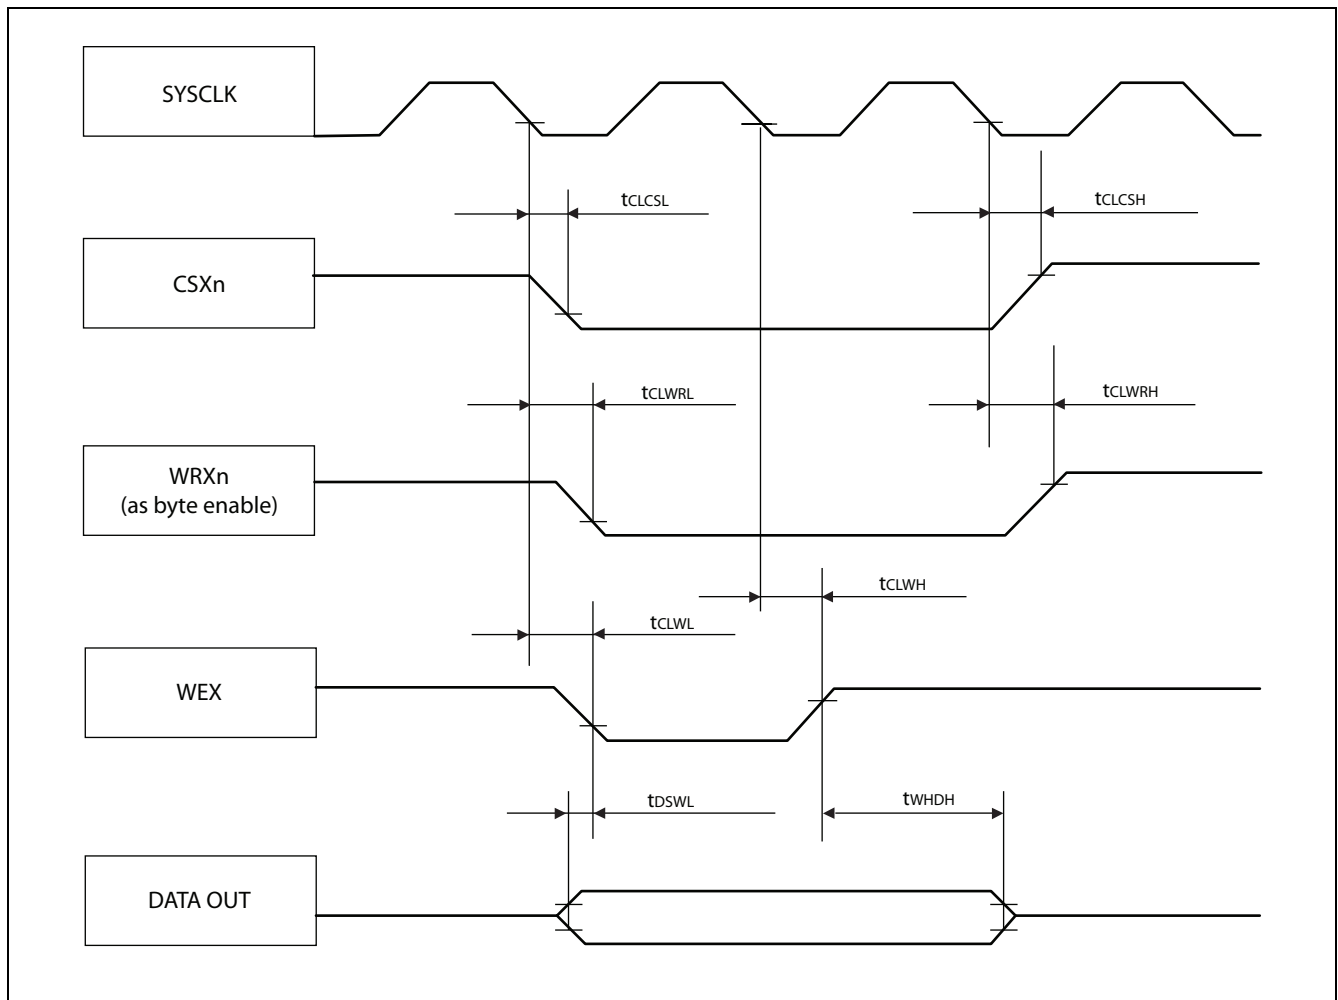 SYSCLK
tCLCSL
tCLCSH
CSXn
tCLWRL
tCLWRH
WRXn
(as byte enable)
tCLWH
tCLWL
WEX
tDSWL
tWHDH
DATA OUT